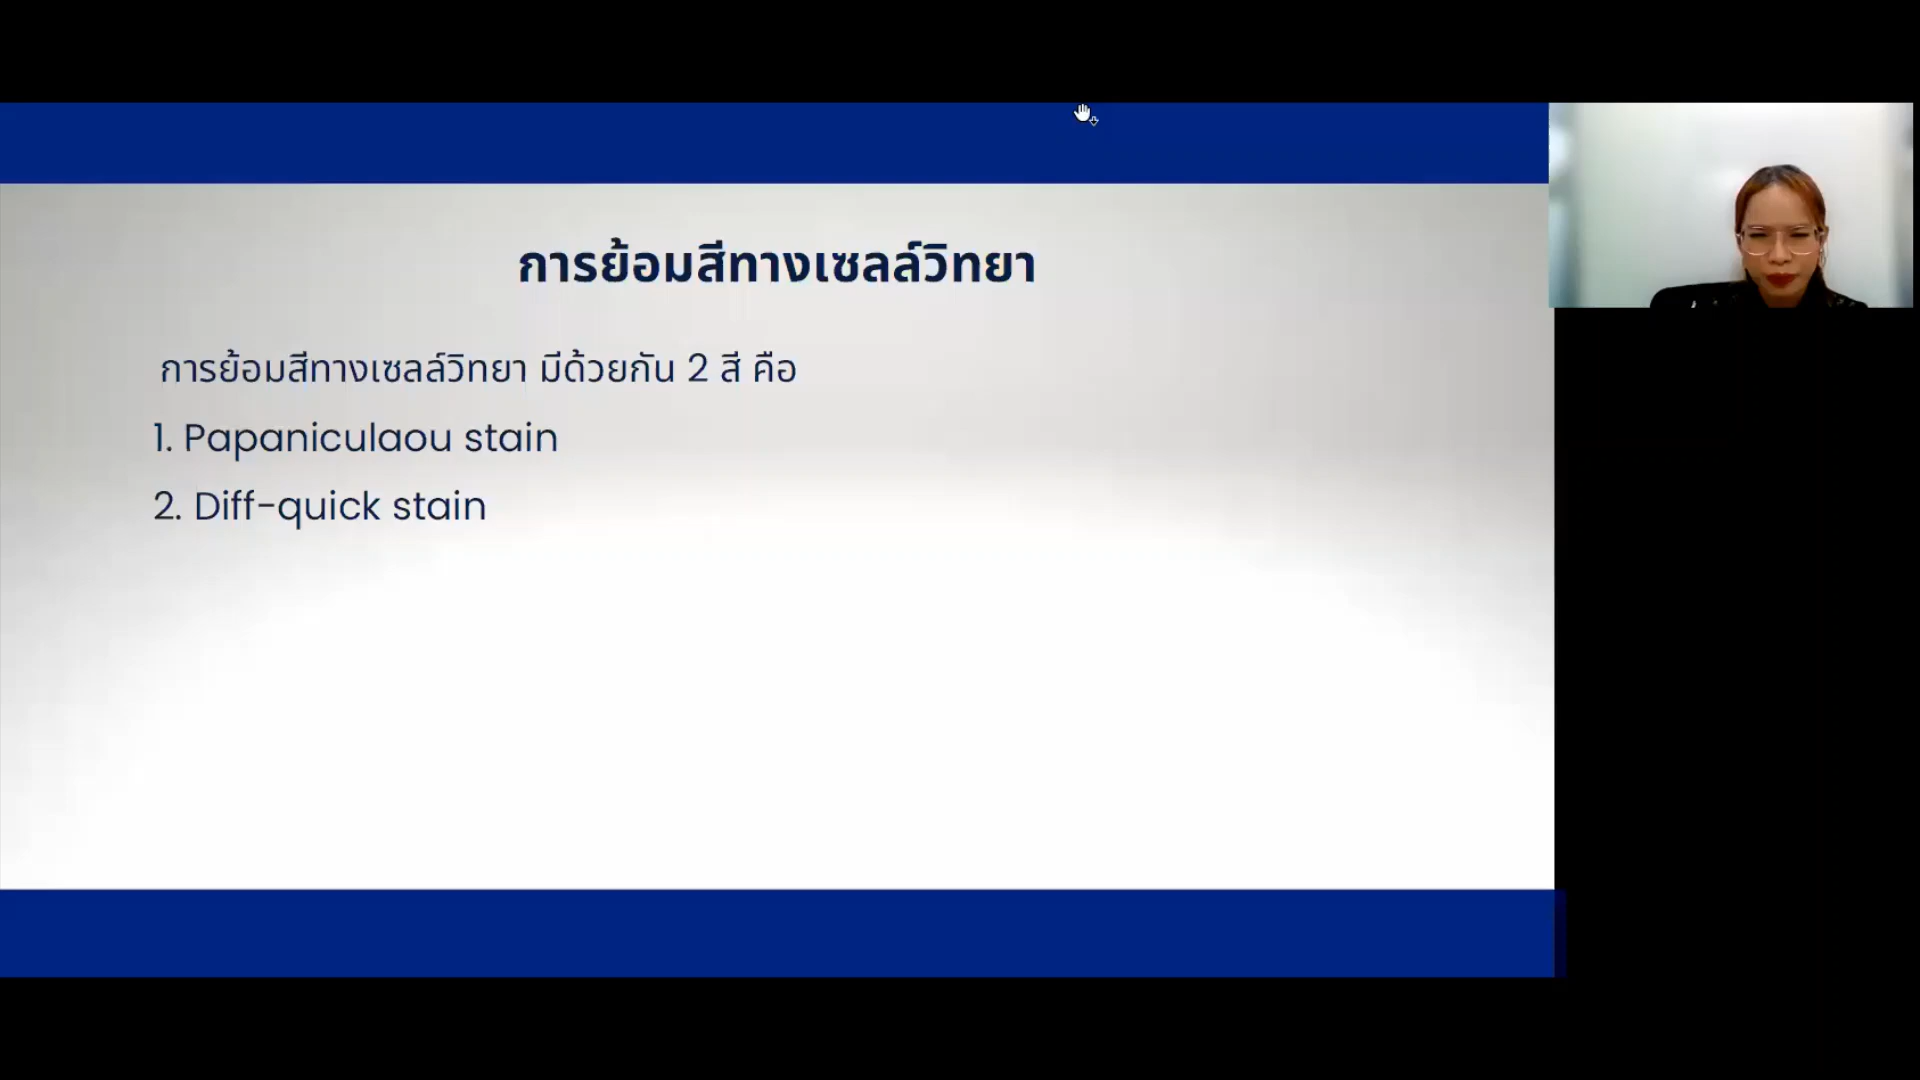 การย้อมสีทางเซลล์วิทยา
การย้อมสีทางเซลล์วิทยา มีด้วยกัน 2 สี คือ
1. Papaniculaou stain
2. Diff-quick stain